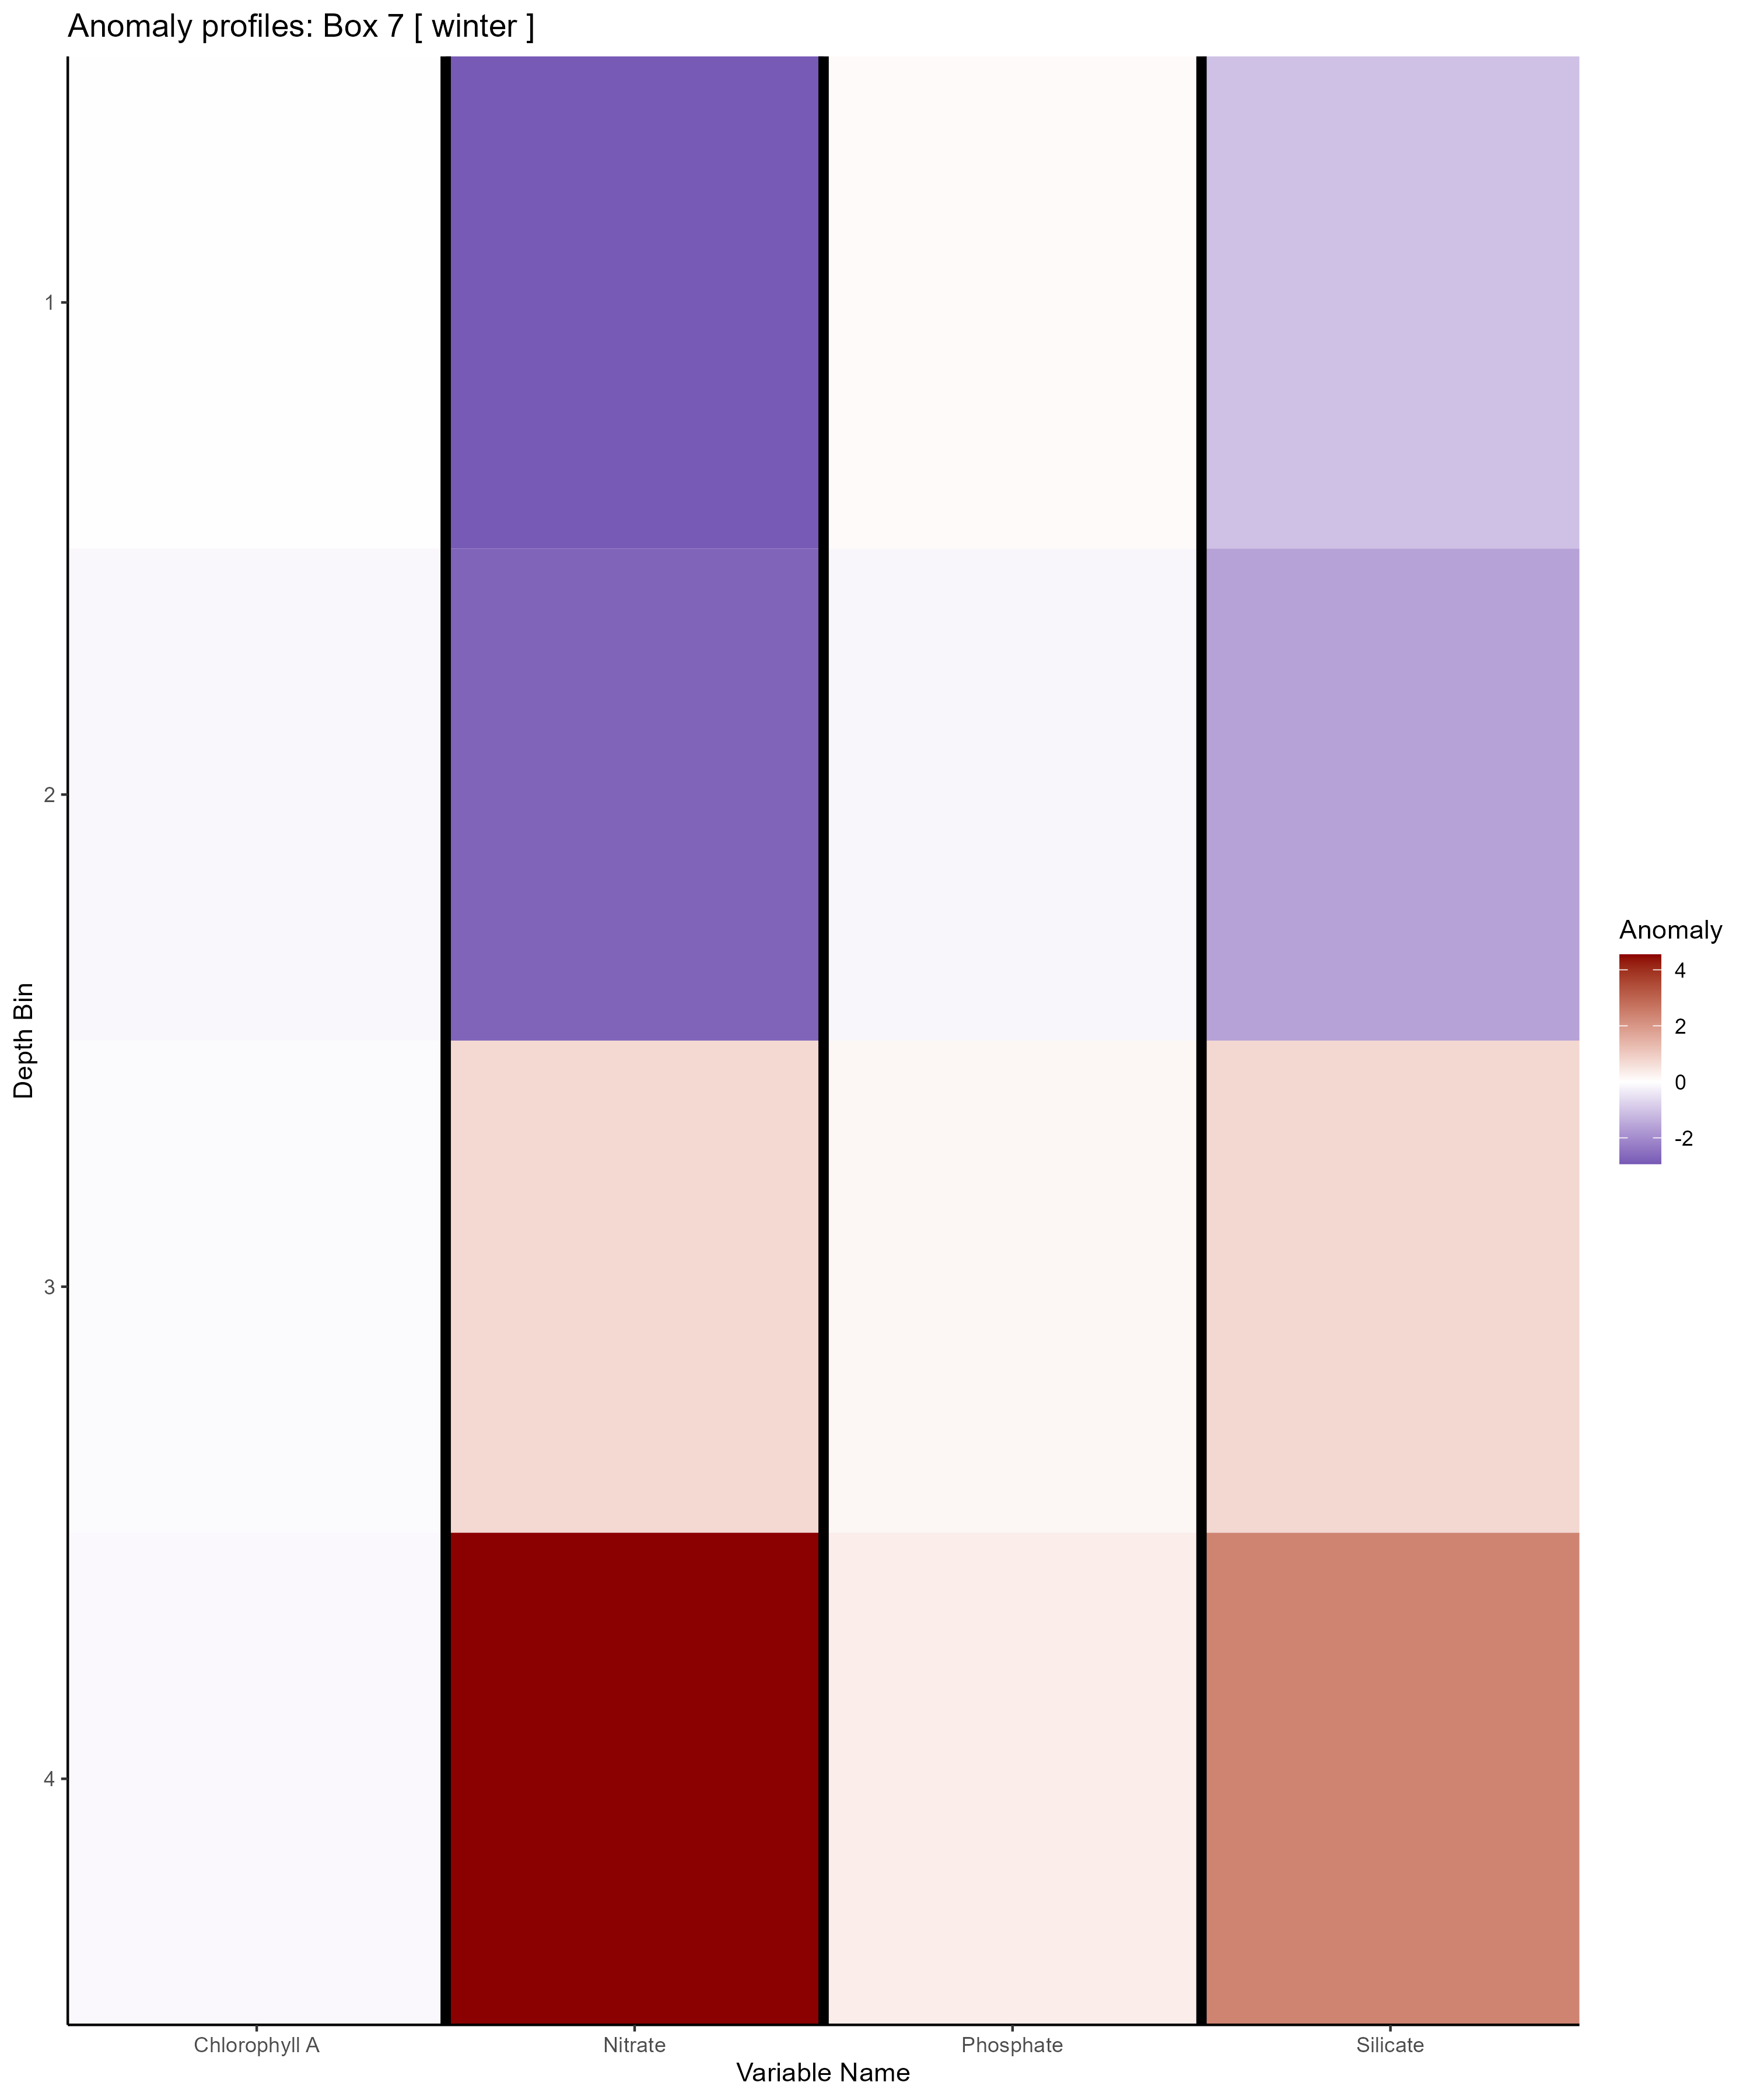 Anomaly profiles: Box 7 [ winter ]
Depth Bin
1
2
3
4
Chlorophyll A
Nitrate
Phosphate
Silicate
Variable Name
Anomaly
4
2
0
-2